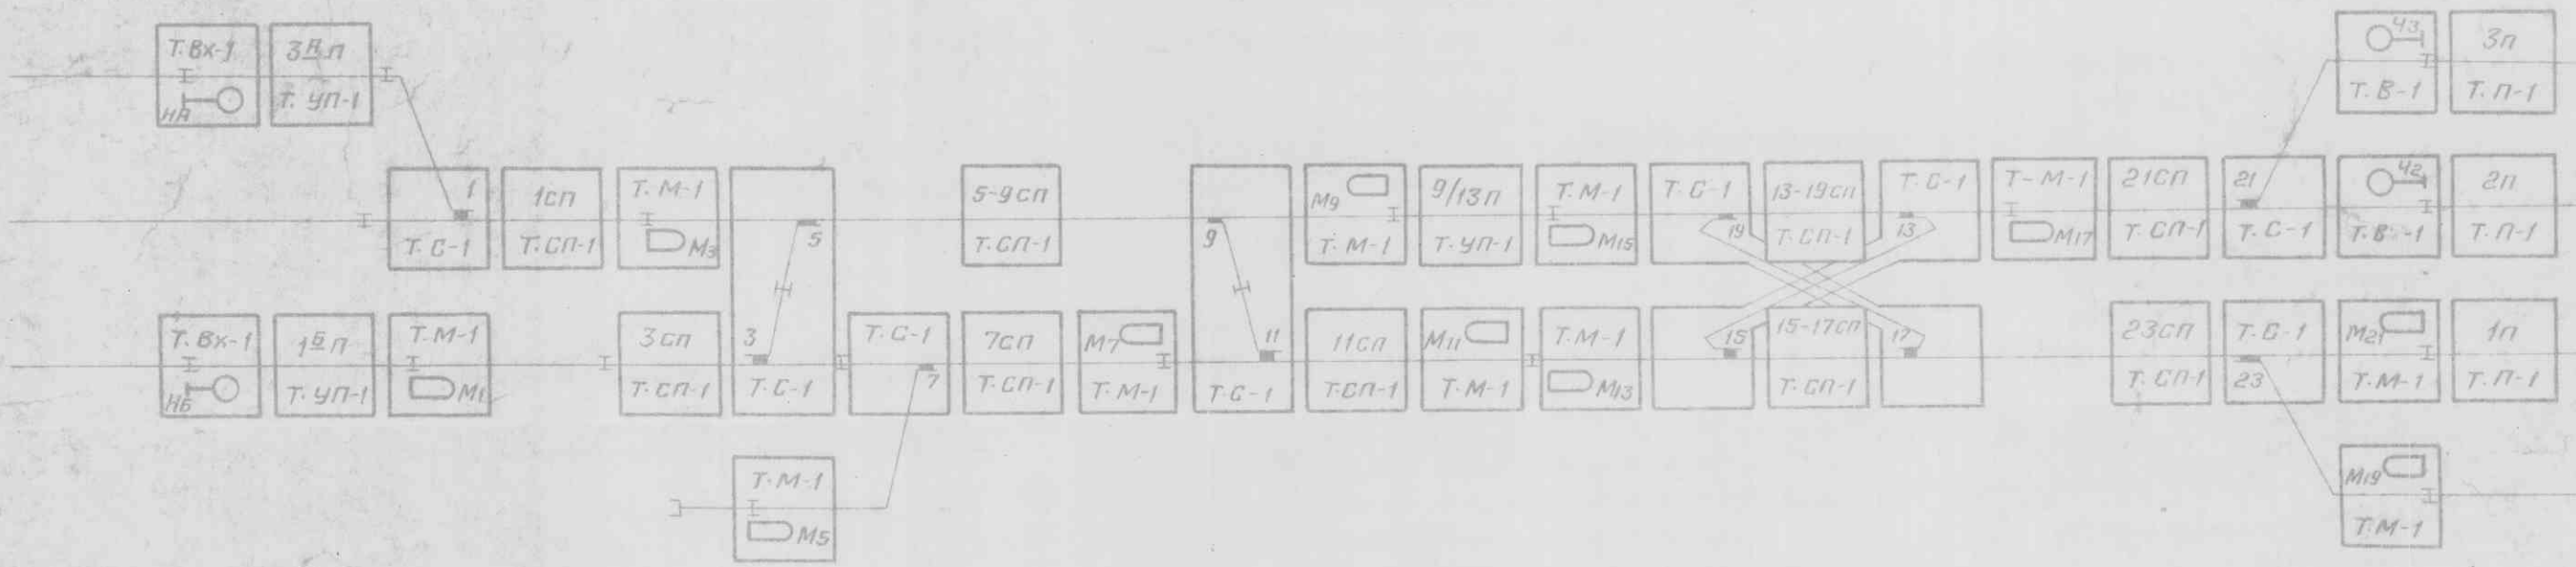 Т.Вх-1
НА
3АП
Т.УП-1
Ч3
Т.В-1
3П
Т.П-1
1
Т.С-1
1СП
Т.СП-1
Т.М-1
М3
5
5-9СП
Т.СП-1
9
М9
Т.М-1
9/13П
Т.УП-1
Т.М-1
М15
Т.С-1
19
13-19СП
Т.СП-1
Т.С-1
13
Т-М-1
М17
21СП
Т.СП-1
21
Т.С-1
Ч2
Т.В-1
2П
Т.П-1
Т.Вх-1
НБ
1БП
Т.УП-1
Т.М-1
М1
3СП
Т.СП-1
3
Т.С-1
Т.С-1
7
7СП
Т.СП-1
М7
Т.М-1
11
Т.С-1
11СП
Т.СП-1
М11
Т.М-1
Т.М-1
М13
15
15-17СП
Т.СП-1
17
23СП
Т.СП-1
Т.С-1
23
М21
Т.М-1
1П
Т.П-1
Т.М-1
М5
М19
Т.М-1